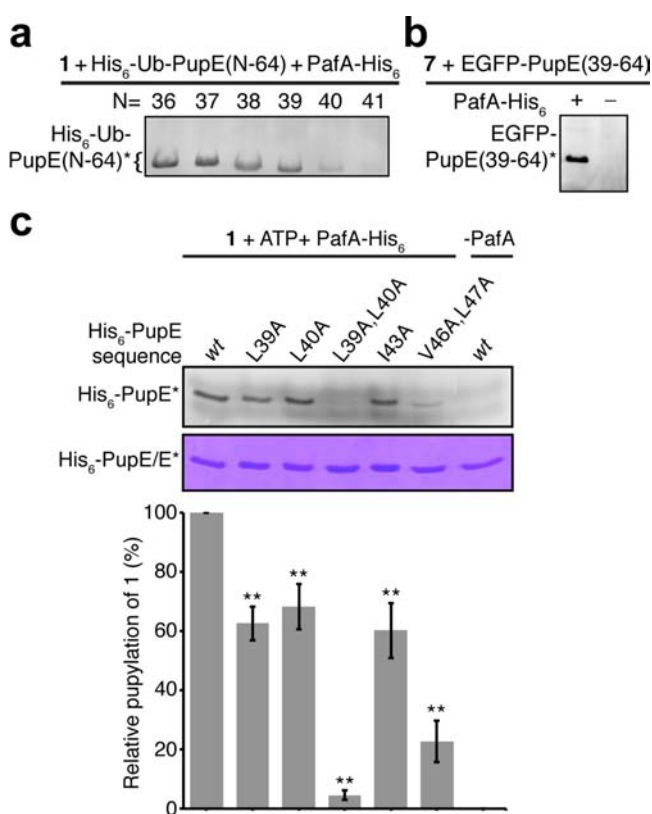 a
1 + His6-Ub-PupE(N-64) + PafA-His6
N= 36 37 38 39 40 41
His6-Ub-
PupE(N-64)* {
b
7 + EGFP-PupE(39-64)
PafA-His6 + −
EGFP-
PupE(39-64)*
c
1 + ATP+ PafA-His6
-PafA
His6-PupE
sequence
wt L39A L40A L39A,L40A I43A V46A,L47A wt
His6-PupE*
His6-PupE/E*
Relative pupylation of 1 (%)
100
80
60
40
20
0
** ** ** ** **